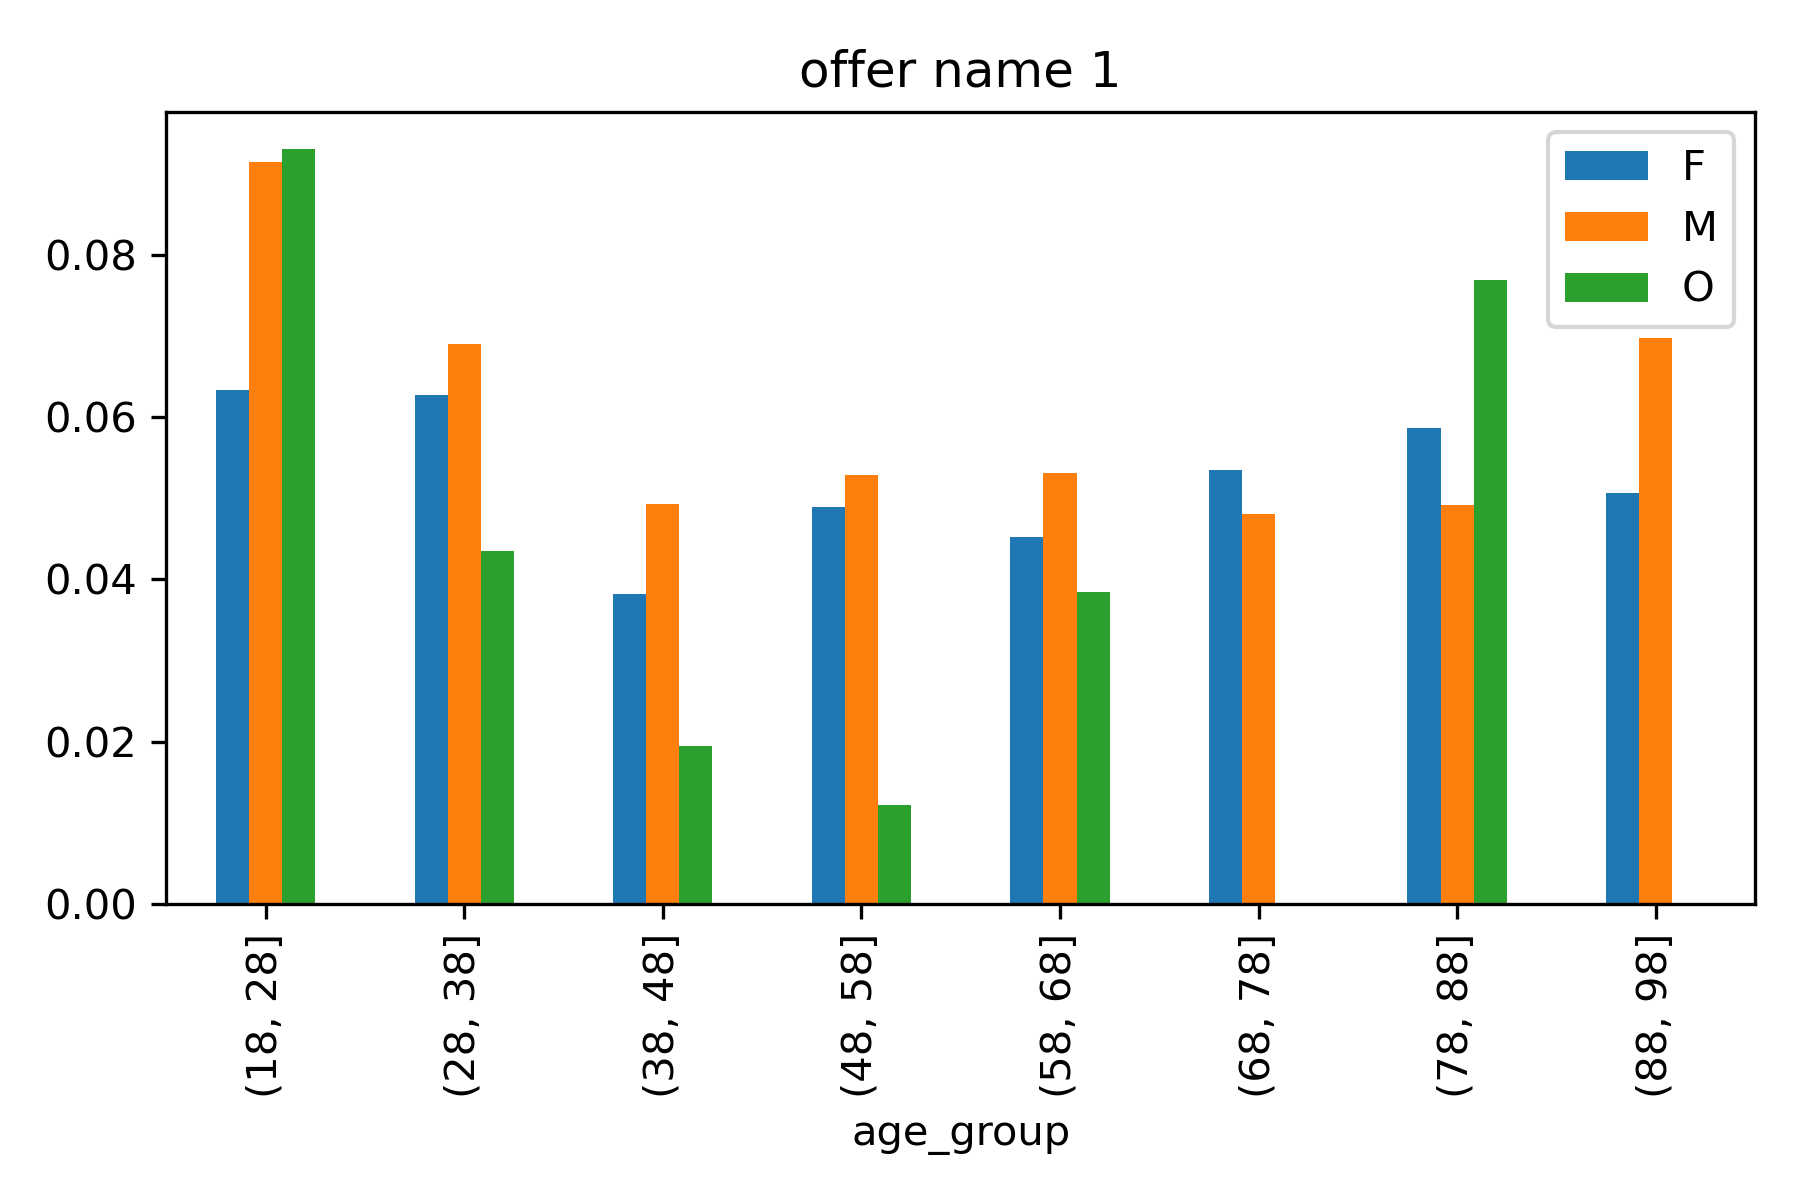 offer name 1
F
M
O
0.08
0.06
0.04
0.02
0.00
(18, 28]
(28, 38]
(38, 48]
(48, 58]
(58, 68]
(68, 78]
(78, 88]
(88, 98]
age_group